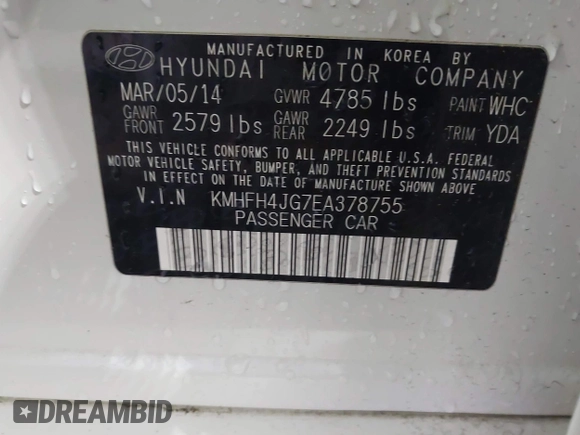 MANUFACTURED IN KOREA BY
HYUNDAI MOTOR COMPANY
MAR/05/14 GVWR 4785 lbs PAINT WHC
GAWR FRONT 2579 lbs GAWR REAR 2249 lbs TRIM YDA
THIS VEHICLE CONFORMS TO ALL APPLICABLE U.S.A. FEDERAL
MOTOR VEHICLE SAFETY, BUMPER, AND THEFT PREVENTION STANDARDS
IN EFFECT ON THE DATE OF MANUFACTURE SHOWN ABOVE
V.I.N KMHFH4JG7EA378755
PASSENGER CAR
DREAMBID